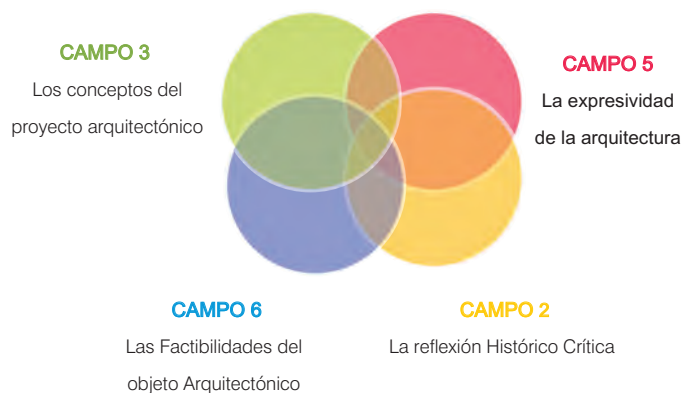 CAMPO 3
Los conceptos del
proyecto arquitectónico
CAMPO 5
La expresividad
de la arquitectura
CAMPO 6
Las Factibilidades del
objeto Arquitectónico
CAMPO 2
La reflexión Histórico Crítica